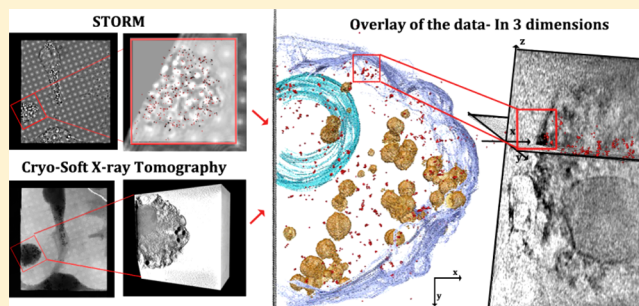 STORM
Cryo-Soft X-ray Tomography
Overlay of the data- In 3 dimensions
z
x
x
y